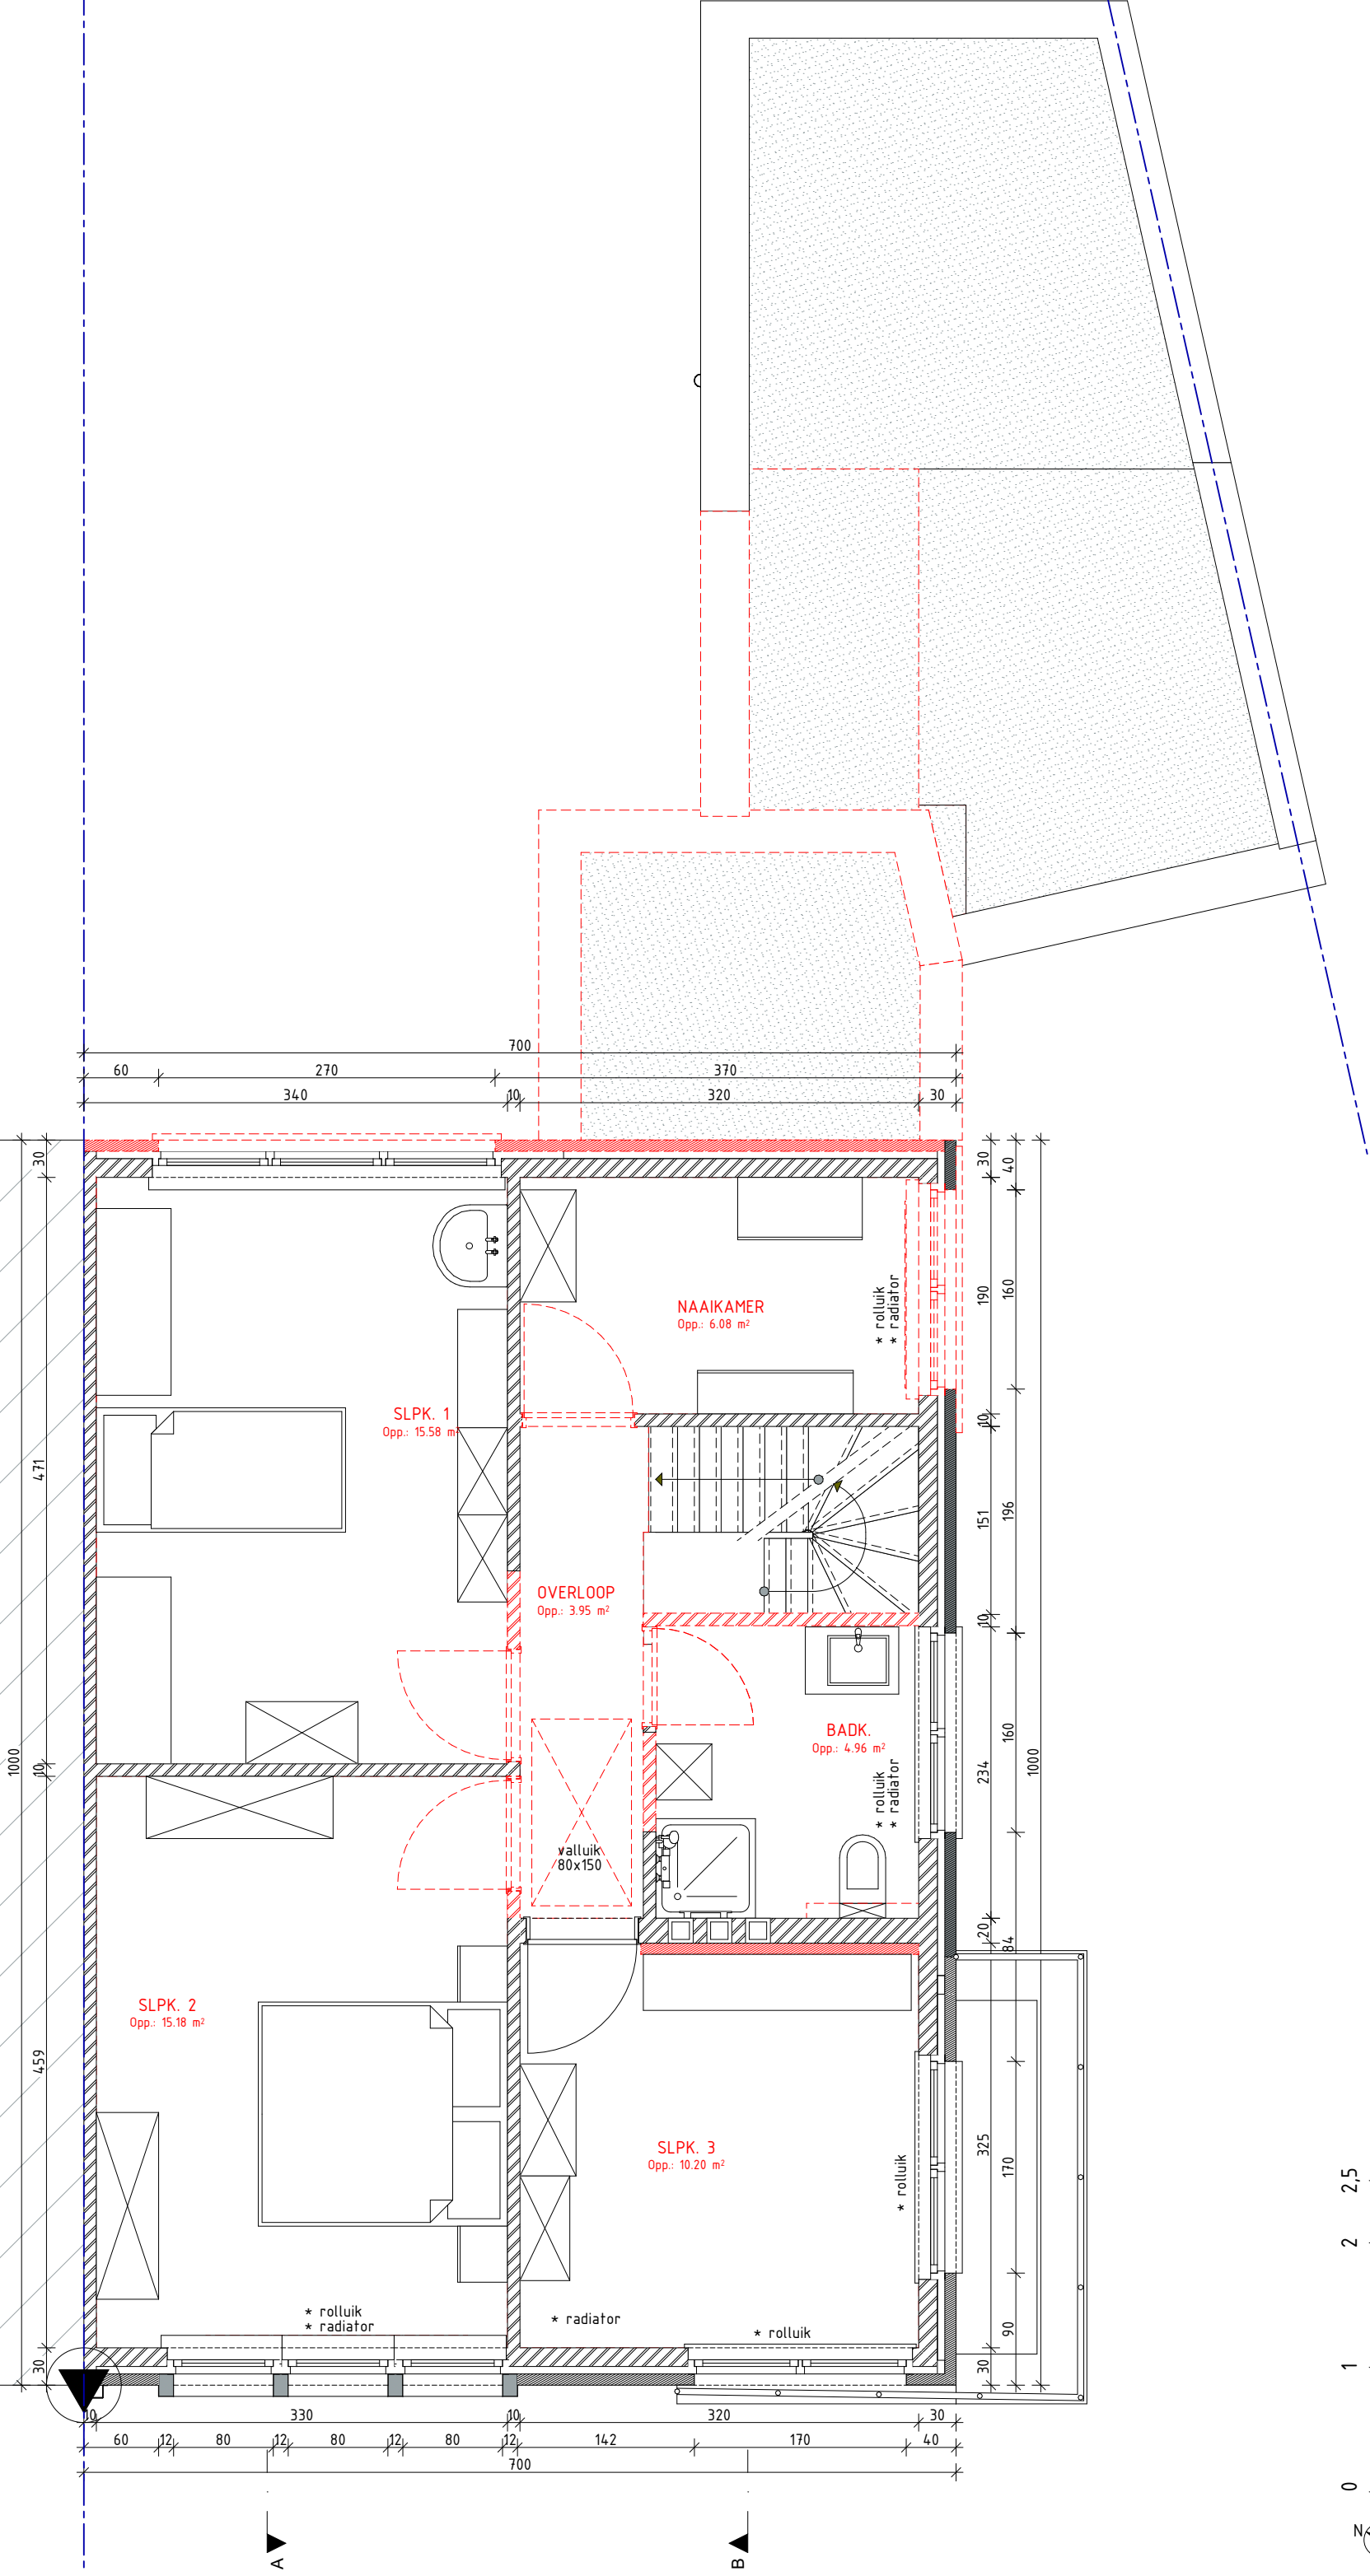 700
60
270
370
340
10
320
30
30
30
40
NAAIKAMER
Opp.: 6.08 m²
* rolluik
* radiator
190
160
SLPK. 1
Opp.: 15.58 m
10
471
151
196
OVERLOOP
Opp.: 3.95 m²
10
BADK.
Opp.: 4.96 m²
* rolluik
* radiator
160
234
1000
1000
10
valluik
80x150
20
84
SLPK. 2
Opp.: 15.18 m²
459
SLPK. 3
Opp.: 10.20 m²
* rolluik
325
170
2,5
2
* rolluik
* radiator
* radiator
* rolluik
90
30
30
1
10
330
10
320
30
60
12
80
12
80
12
80
12
142
170
40
700
0
N
A
B